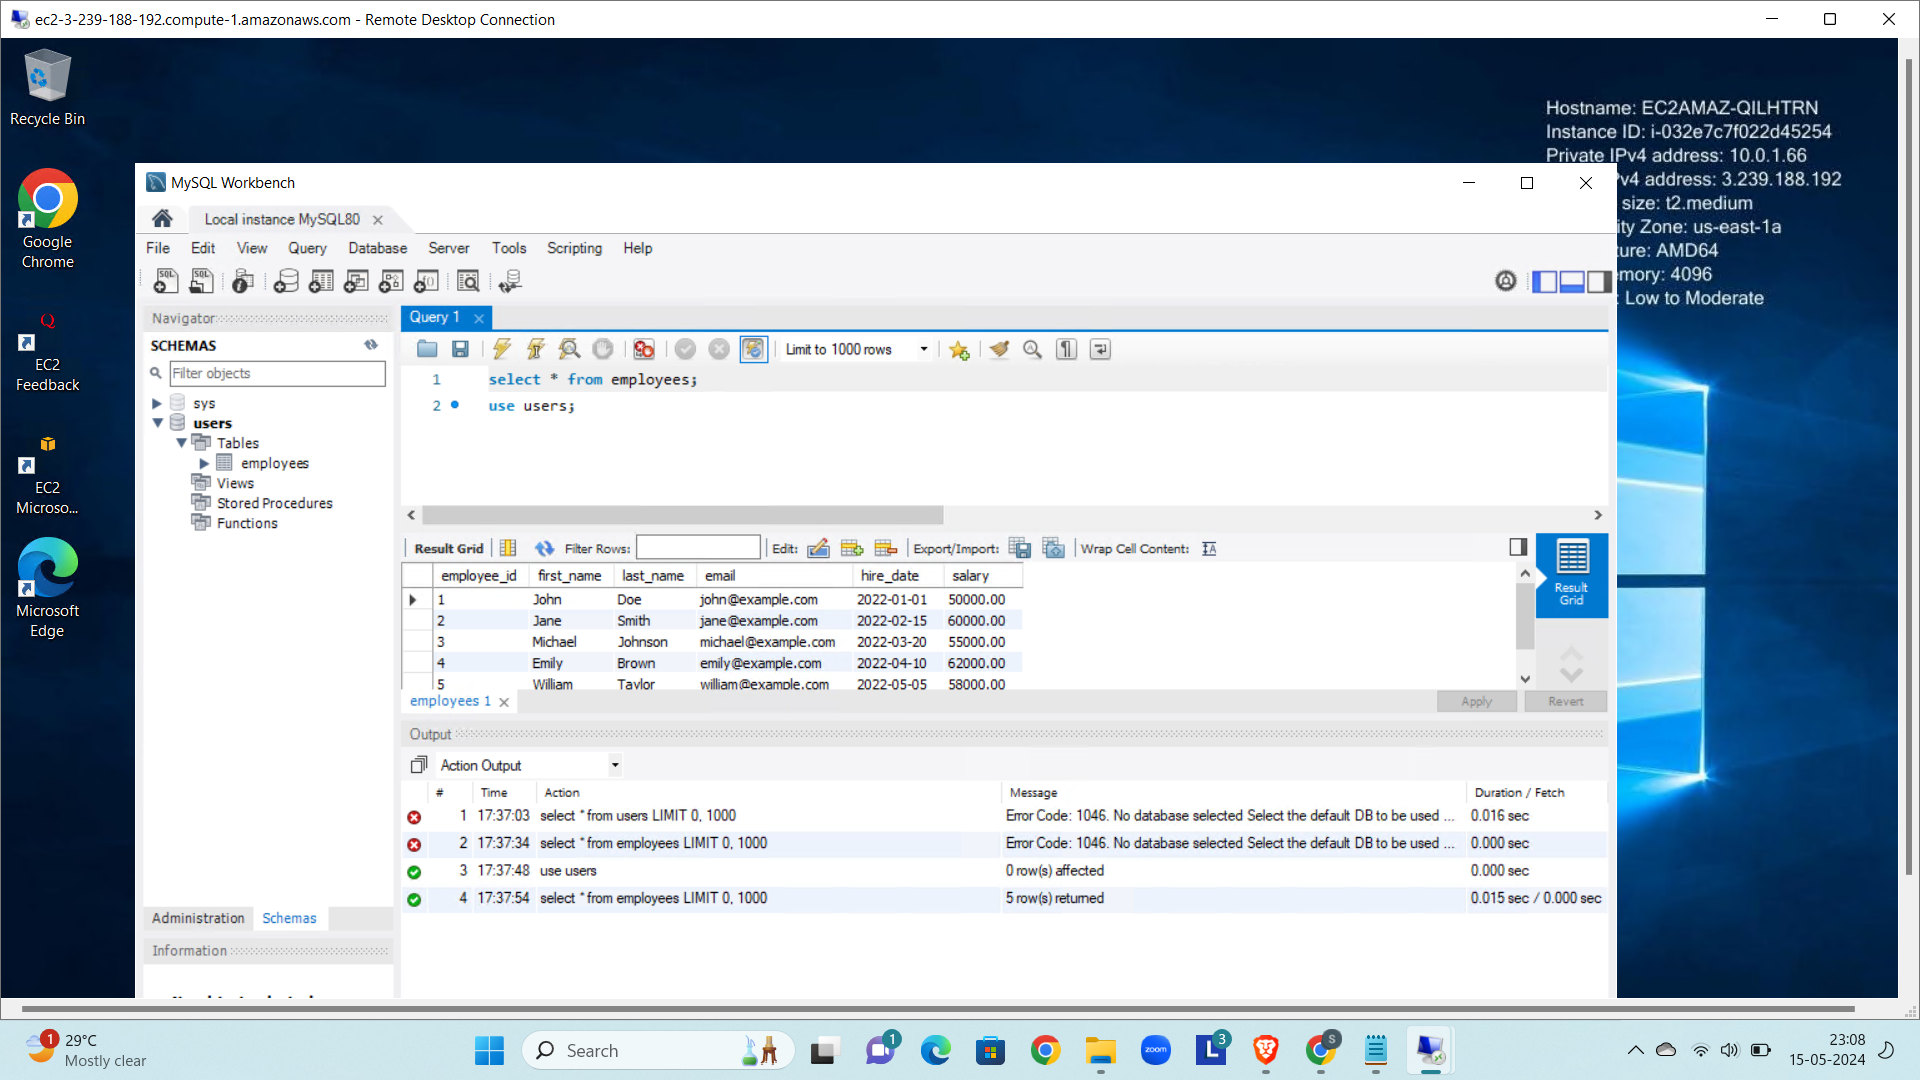 ec2-3-239-188-192.compute-1.amazonaws.com - Remote Desktop Connection
Recycle Bin
Google
Chrome
EC2
Feedback
EC2
Microso...
Microsoft
Edge
Hostname: EC2AMAZ-QILHTRN
Instance ID: i-032e7c7f022d45254
Private IPv4 address: 10.0.1.66
v4 address: 3.239.188.192
size: t2.medium
ity Zone: us-east-1a
ture: AMD64
emory: 4096
: Low to Moderate
MySQL Workbench
Local instance MySQL80
File Edit View Query Database Server Tools Scripting Help
Navigator
SCHEMAS
Filter objects
sys
users
Tables
employees
Views
Stored Procedures
Functions
Administration Schemas
Information
Query 1
Limit to 1000 rows
1 select * from employees;
2 use users;
Result Grid Filter Rows: Edit: Export/Import: Wrap Cell Content:
employee_id first_name last_name email hire_date salary
1 John Doe john@example.com 2022-01-01 50000.00
2 Jane Smith jane@example.com 2022-02-15 60000.00
3 Michael Johnson michael@example.com 2022-03-20 55000.00
4 Emily Brown emily@example.com 2022-04-10 62000.00
5 William Taylor william@example.com 2022-05-05 58000.00
Result
Grid
employees 1
Apply Revert
Output
Action Output
# Time Action Message Duration / Fetch
1 17:37:03 select * from users LIMIT 0, 1000 Error Code: 1046. No database selected Select the default DB to be used ... 0.016 sec
2 17:37:34 select * from employees LIMIT 0, 1000 Error Code: 1046. No database selected Select the default DB to be used ... 0.000 sec
3 17:37:48 use users 0 row(s) affected 0.000 sec
4 17:37:54 select * from employees LIMIT 0, 1000 5 row(s) returned 0.015 sec / 0.000 sec
1
29°C
Mostly clear
Search
1
zoom
L
3
S
23:08
15-05-2024